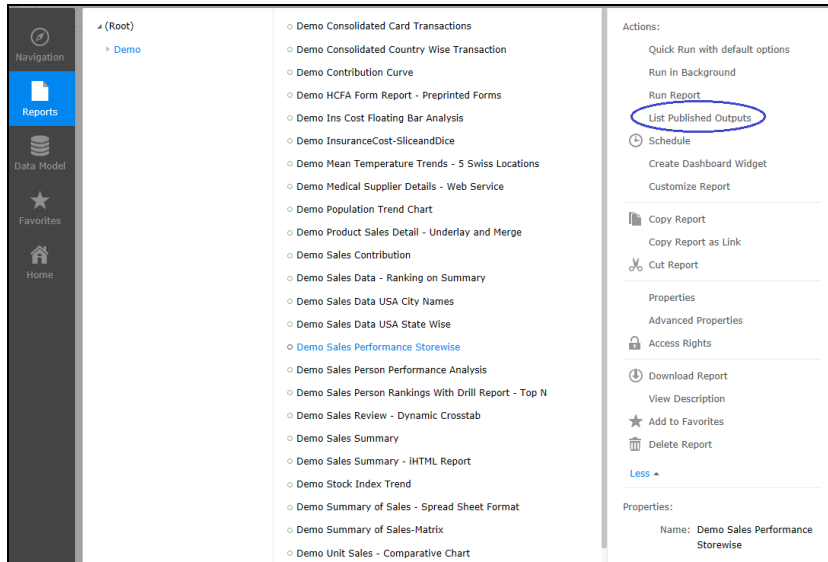 Navigation
Reports
Data Model
Favorites
Home
(Root)
Demo
Demo Consolidated Card Transactions
Demo Consolidated Country Wise Transaction
Demo Contribution Curve
Demo HCFA Form Report - Preprinted Forms
Demo Ins Cost Floating Bar Analysis
Demo InsuranceCost-SliceandDice
Demo Mean Temperature Trends - 5 Swiss Locations
Demo Medical Supplier Details - Web Service
Demo Population Trend Chart
Demo Product Sales Detail - Underlay and Merge
Demo Sales Contribution
Demo Sales Data - Ranking on Summary
Demo Sales Data USA City Names
Demo Sales Data USA State Wise
Demo Sales Performance Storewise
Demo Sales Person Performance Analysis
Demo Sales Person Rankings With Drill Report - Top N
Demo Sales Review - Dynamic Crosstab
Demo Sales Summary
Demo Sales Summary - iHTML Report
Demo Stock Index Trend
Demo Summary of Sales - Spread Sheet Format
Demo Summary of Sales-Matrix
Demo Unit Sales - Comparative Chart
Actions:
Quick Run with default options
Run in Background
Run Report
List Published Outputs
Schedule
Create Dashboard Widget
Customize Report
Copy Report
Copy Report as Link
Cut Report
Properties
Advanced Properties
Access Rights
Download Report
View Description
Add to Favorites
Delete Report
Less
Properties:
Name: Demo Sales Performance
Storewise